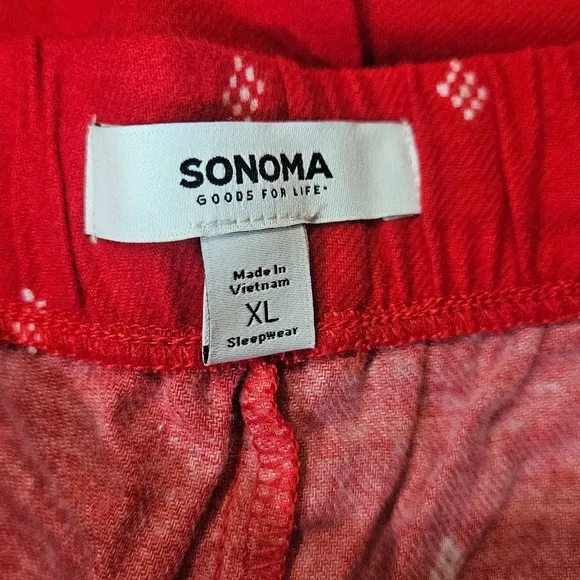 SONOMA
GOODS FOR LIFE
Made In
Vietnam
XL
Sleepwear